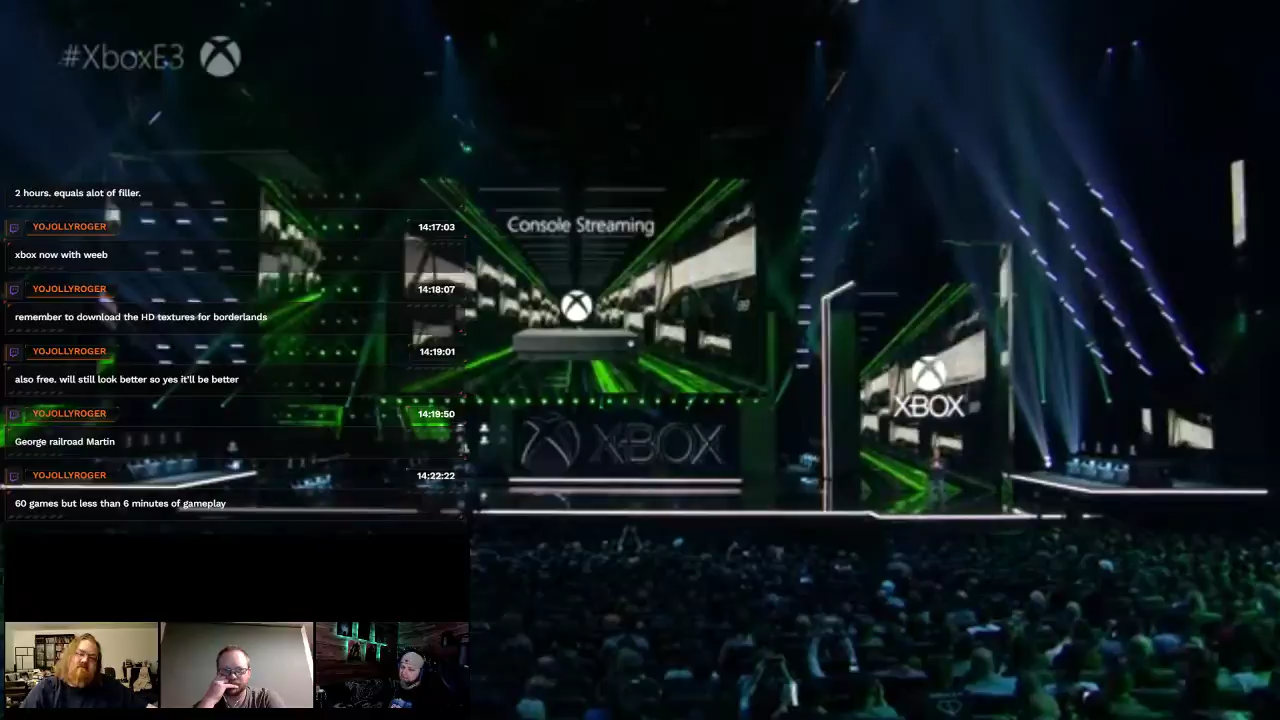 #XboxE3
2 hours. equals alot of filler.
YOJOLLYROGER 14:17:03
xbox now with weeb
YOJOLLYROGER 14:18:07
remember to download the HD textures for borderlands
YOJOLLYROGER 14:19:01
also free. will still look better so yes it'll be better
YOJOLLYROGER 14:19:50
George railroad Martin
YOJOLLYROGER 14:22:22
60 games but less than 6 minutes of gameplay
Console Streaming
XBOX
XBOX